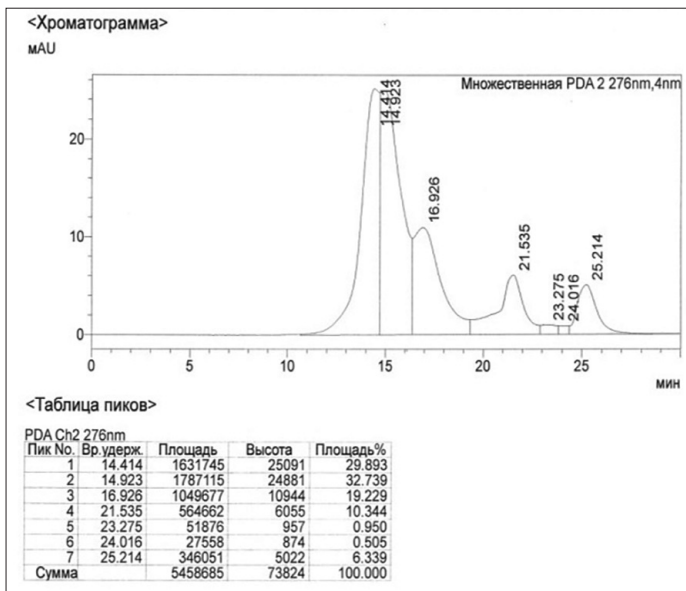 <Хроматограмма>
мAU
Множественная PDA 2 276nm,4nm
20
10
0
14.414
14.923
16.926
21.535
23.275
24.016
25.214
0 5 10 15 20 25
мин
<Таблица пиков>
PDA Ch2 276nm
Пик No. Вр.удерж. Площадь Высота Площадь%
1 14.414 1631745 25091 29.893
2 14.923 1787115 24881 32.739
3 16.926 1049677 10944 19.229
4 21.535 564662 6055 10.344
5 23.275 51876 957 0.950
6 24.016 27558 874 0.505
7 25.214 346051 5022 6.339
Сумма 5458685 73824 100.000